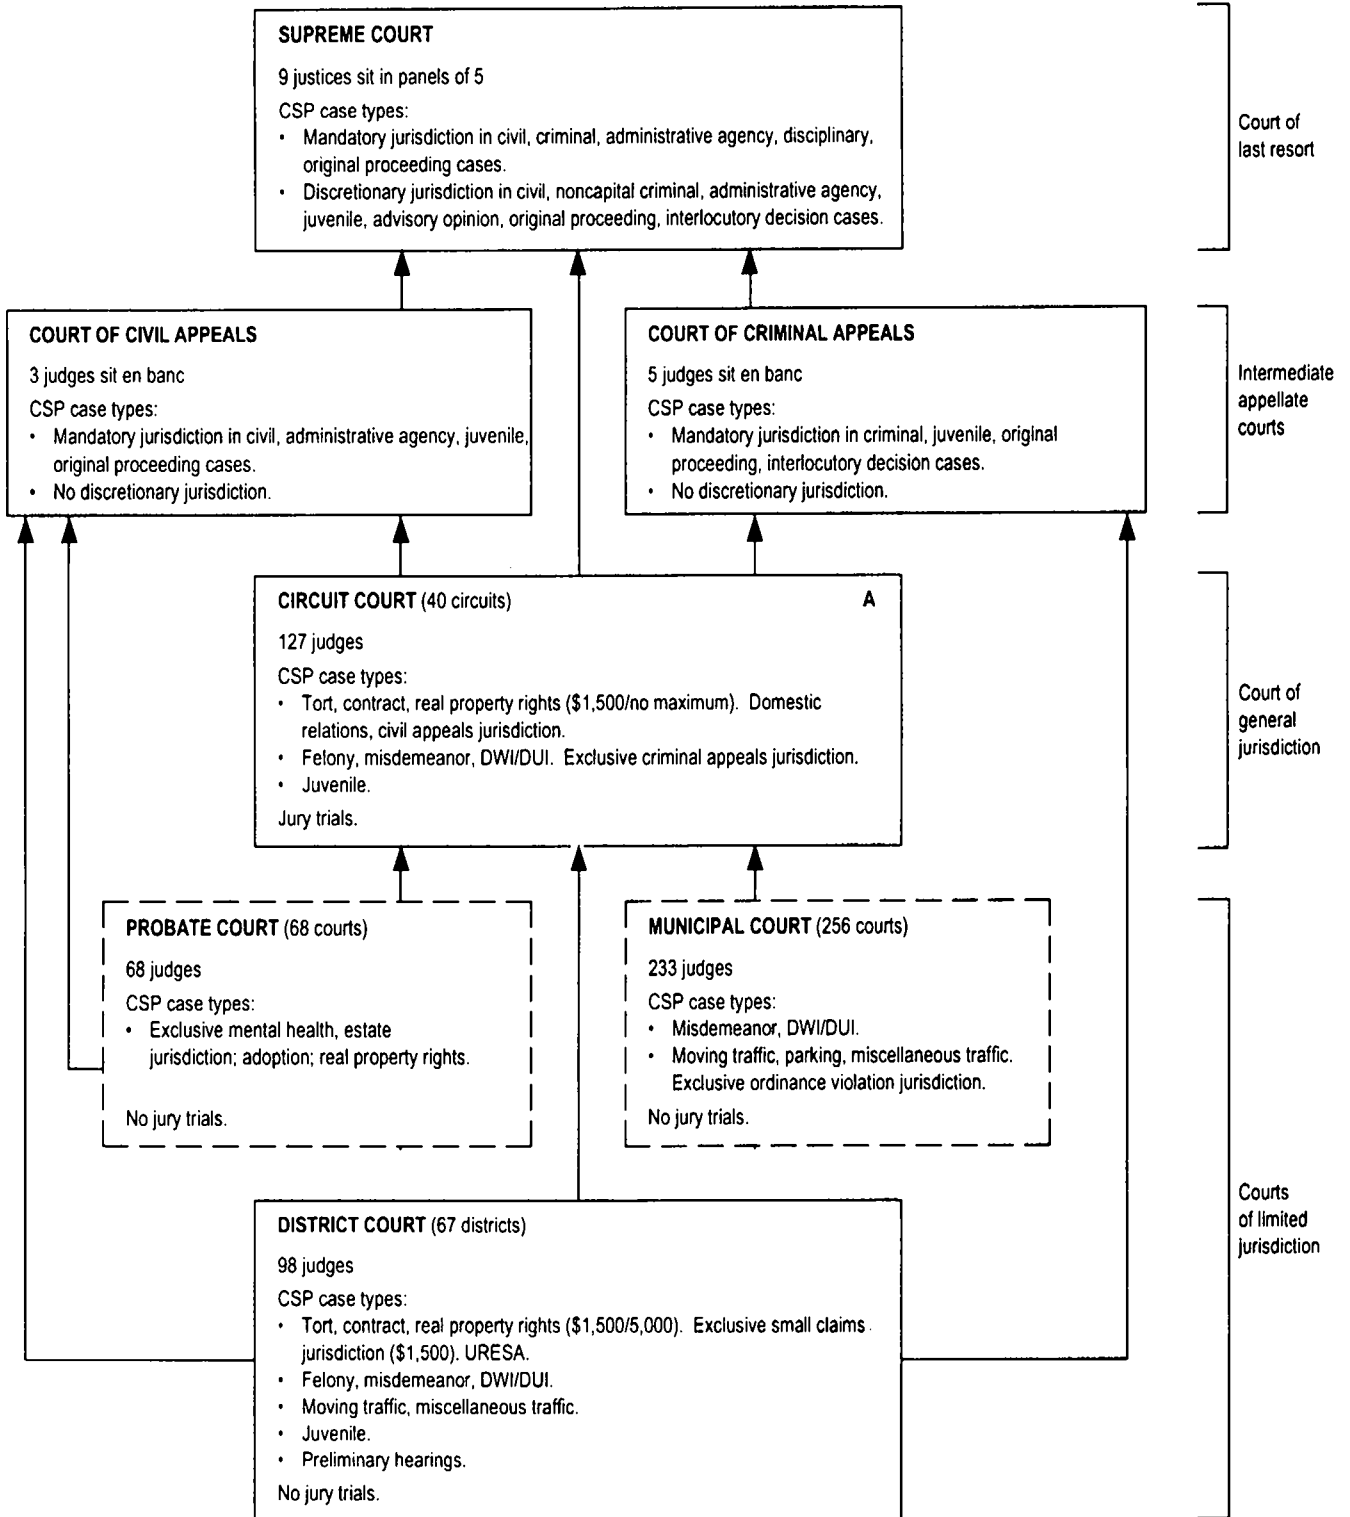 SUPREME COURT
9 justices sit in panels of 5
CSP case types:
• Mandatory jurisdiction in civil, criminal, administrative agency, disciplinary,
original proceeding cases.
• Discretionary jurisdiction in civil, noncapital criminal, administrative agency,
juvenile, advisory opinion, original proceeding, interlocutory decision cases.
Court of
last resort
COURT OF CIVIL APPEALS
3 judges sit en banc
CSP case types:
• Mandatory jurisdiction in civil, administrative agency, juvenile,
original proceeding cases.
• No discretionary jurisdiction.
COURT OF CRIMINAL APPEALS
5 judges sit en banc
CSP case types:
• Mandatory jurisdiction in criminal, juvenile, original
proceeding, interlocutory decision cases.
• No discretionary jurisdiction.
Intermediate
appellate
courts
CIRCUIT COURT (40 circuits) A
127 judges
CSP case types:
• Tort, contract, real property rights ($1,500/no maximum). Domestic
relations, civil appeals jurisdiction.
• Felony, misdemeanor, DWI/DUI. Exclusive criminal appeals jurisdiction.
• Juvenile.
Jury trials.
Court of
general
jurisdiction
PROBATE COURT (68 courts)
68 judges
CSP case types:
• Exclusive mental health, estate
jurisdiction; adoption; real property rights.
No jury trials.
MUNICIPAL COURT (256 courts)
233 judges
CSP case types:
• Misdemeanor, DWI/DUI.
• Moving traffic, parking, miscellaneous traffic.
Exclusive ordinance violation jurisdiction.
No jury trials.
DISTRICT COURT (67 districts)
98 judges
CSP case types:
• Tort, contract, real property rights ($1,500/5,000). Exclusive small claims
jurisdiction ($1,500). URESA.
• Felony, misdemeanor, DWI/DUI.
• Moving traffic, miscellaneous traffic.
• Juvenile.
• Preliminary hearings.
No jury trials.
Courts
of limited
jurisdiction